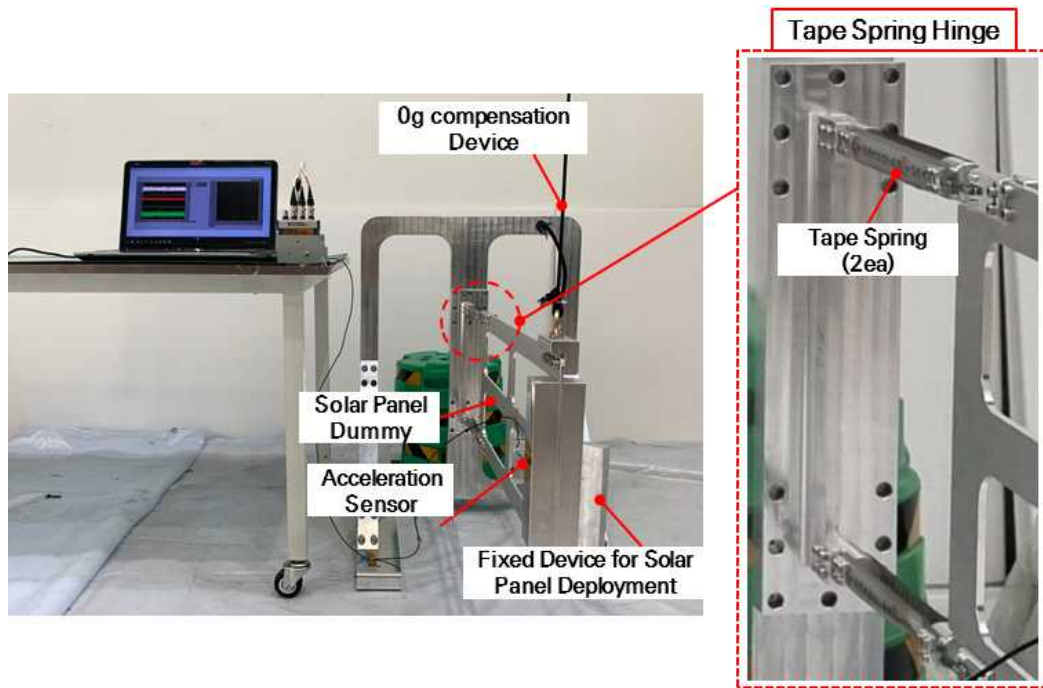 Tape Spring Hinge
0g compensation
Device
Tape Spring
(2ea)
Solar Panel
Dummy
Acceleration
Sensor
Fixed Device for Solar
Panel Deployment